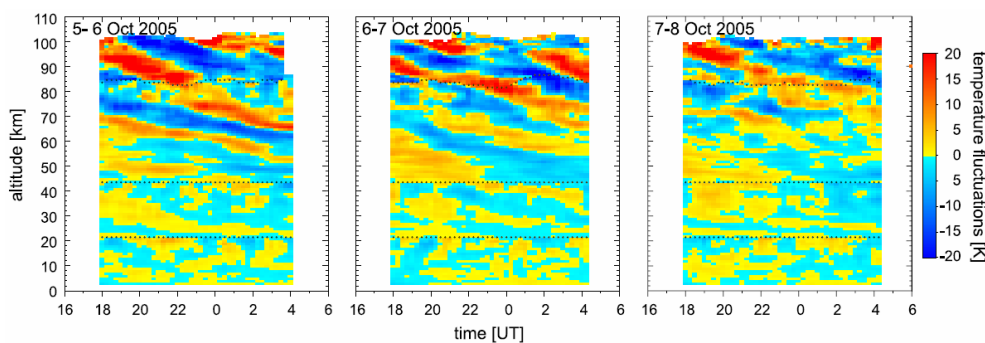 5- 6 Oct 2005
6-7 Oct 2005
7-8 Oct 2005
110
100
90
80
70
60
50
40
30
20
10
0
altitude [km]
16 18 20 22 0 2 4 6
16 18 20 22 0 2 4 6
16 18 20 22 0 2 4 6
time [UT]
20
15
10
5
0
-5
-10
-15
-20
temperature fluctuations [K]